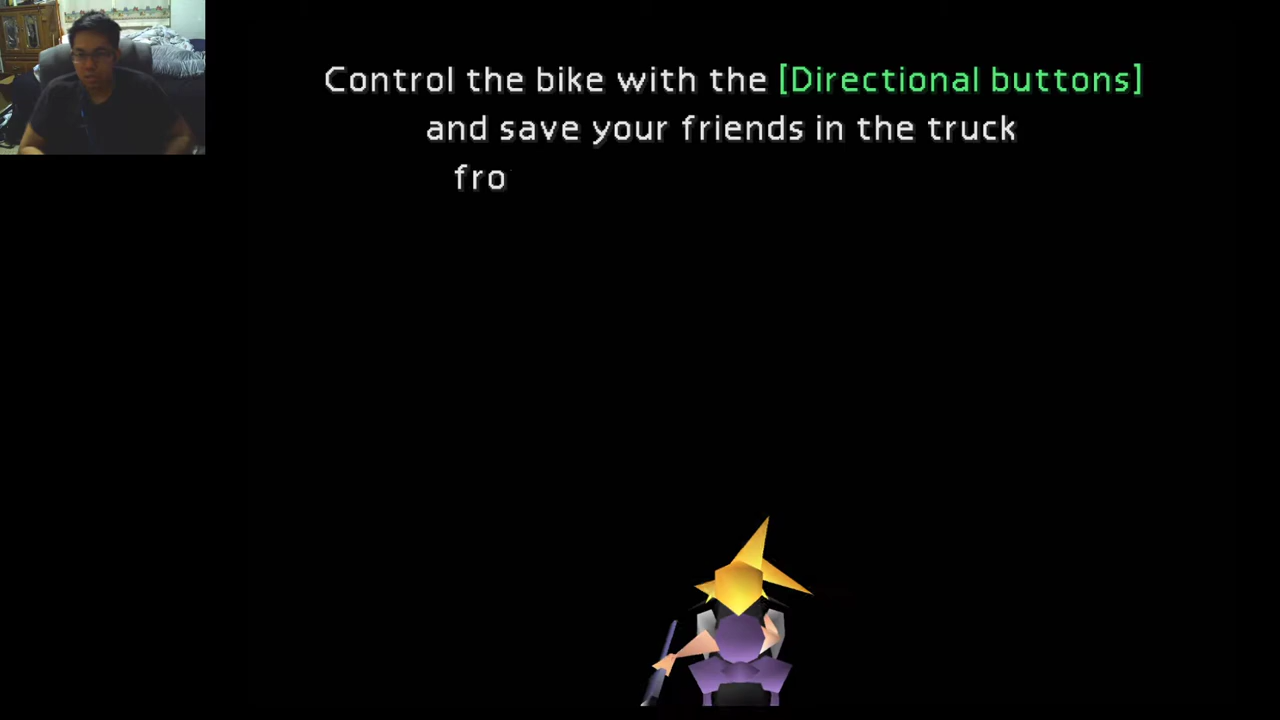 Control the bike with the [Directional buttons]
and save your friends in the truck
fro